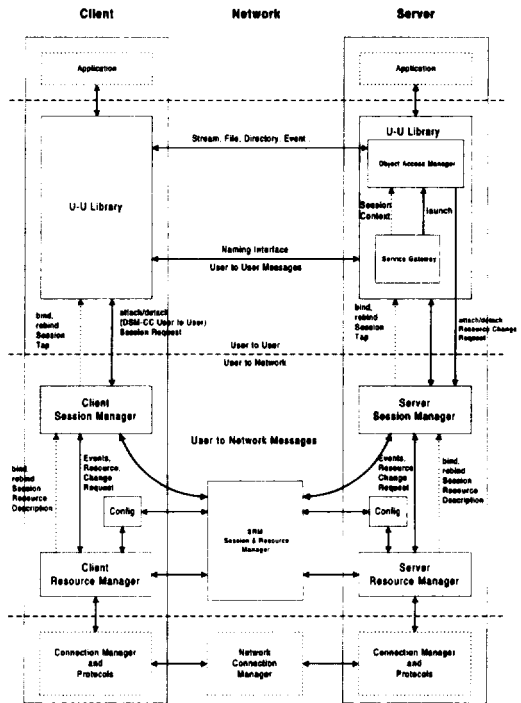 Client
Network
Server
Application
Application
U-U Library
Stream, File, Directory, Event
U-U Library
Object Access Manager
Session
Context
launch
Service Gateway
Naming Interface
User to User Messages
bind,
rebind
Session
Tap
attach/detach
(DSM-CC User to User)
Session Request
bind,
rebind
Session
Tap
attach/detach
Resource Change
Request
User to User
User to Network
Client
Session Manager
Server
Session Manager
User to Network Messages
bind,
rebind
Session
Resource
Description
Events,
Resource,
Change
Request
Events,
Resource,
Change
Request
bind,
rebind
Session
Resource
Description
Config
Config
SRM
Session & Resource
Manager
Client
Resource Manager
Server
Resource Manager
Connection Manager
and
Protocols
Network
Connection
Manager
Connection Manager
and
Protocols